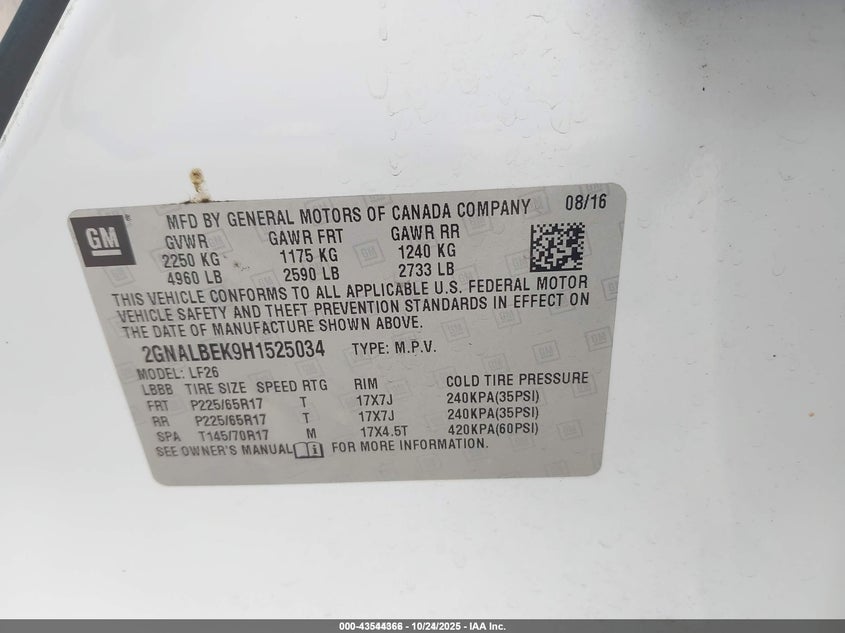 GM ® MFD BY GENERAL MOTORS OF CANADA COMPANY 08/16
GVWR GAWR FRT GAWR RR
2250 KG 1175 KG 1240 KG
4960 LB 2590 LB 2733 LB
THIS VEHICLE CONFORMS TO ALL APPLICABLE U.S. FEDERAL MOTOR
VEHICLE SAFETY AND THEFT PREVENTION STANDARDS IN EFFECT ON
THE DATE OF MANUFACTURE SHOWN ABOVE.
2GNALBEK9H1525034 TYPE: M.P.V.
MODEL: LF26
LBBB TIRE SIZE SPEED RTG RIM COLD TIRE PRESSURE
FRT P225/65R17 T 17X7J 240KPA(35PSI)
RR P225/65R17 T 17X7J 240KPA(35PSI)
SPA T145/70R17 M 17X4.5T 420KPA(60PSI)
SEE OWNER'S MANUAL FOR MORE INFORMATION.
000-43544366 - 10/24/2025 - IAA Inc.